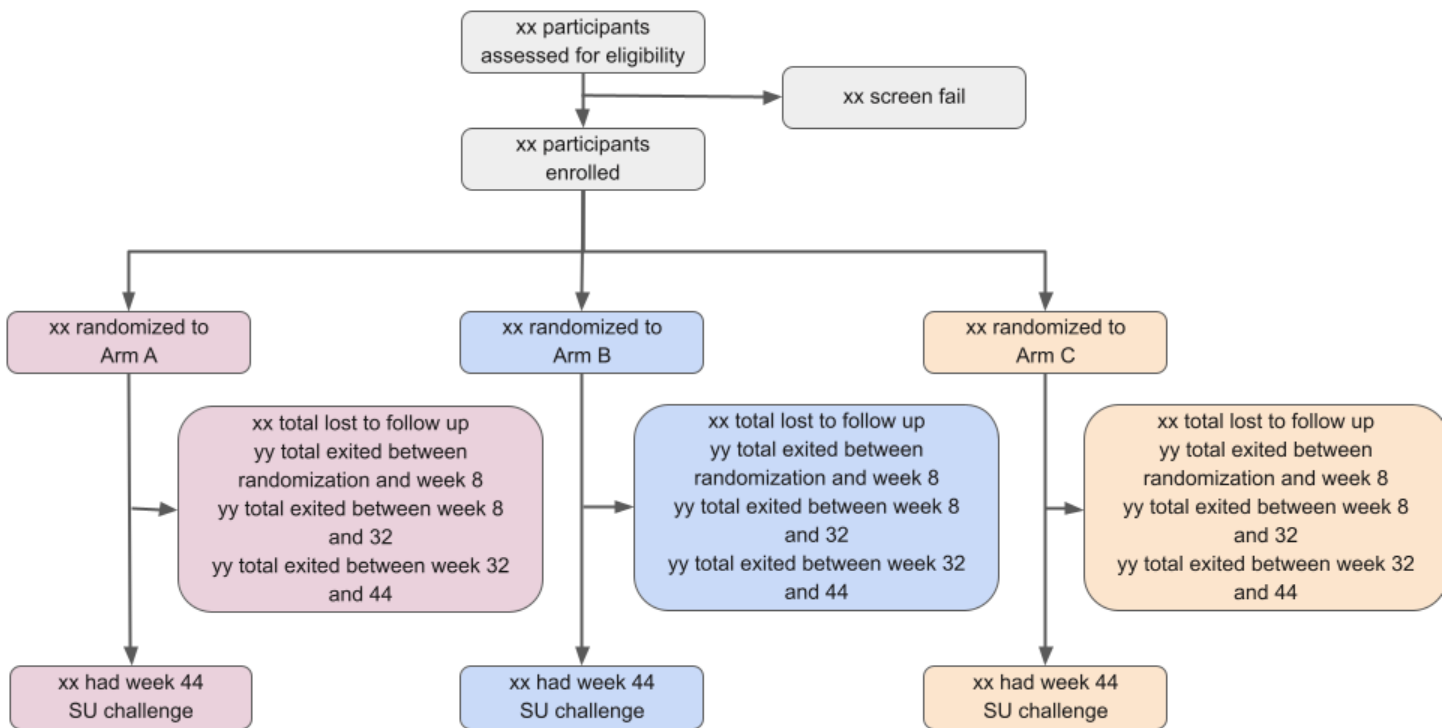 xx participants
assessed for eligibility
xx screen fail
xx participants
enrolled
xx randomized to
Arm A
xx randomized to
Arm B
xx randomized to
Arm C
xx total lost to follow up
yy total exited between
randomization and week 8
yy total exited between week 8
and 32
yy total exited between week 32
and 44
xx total lost to follow up
yy total exited between
randomization and week 8
yy total exited between week 8
and 32
yy total exited between week 32
and 44
xx total lost to follow up
yy total exited between
randomization and week 8
yy total exited between week 8
and 32
yy total exited between week 32
and 44
xx had week 44
SU challenge
xx had week 44
SU challenge
xx had week 44
SU challenge